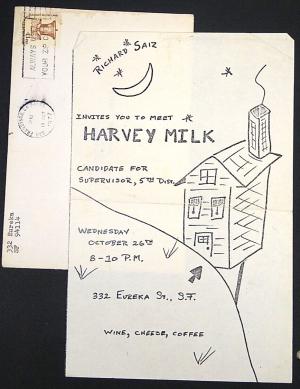 Richard Saiz
INVITES YOU TO MEET
HARVEY MILK
CANDIDATE FOR
SUPERVISOR, 5TH DIST.
WEDNESDAY
OCTOBER 26TH
8-10 P.M.
332 EUREKA ST., S.F.
WINE, CHEESE, COFFEE
332 Eureka
SF 94114